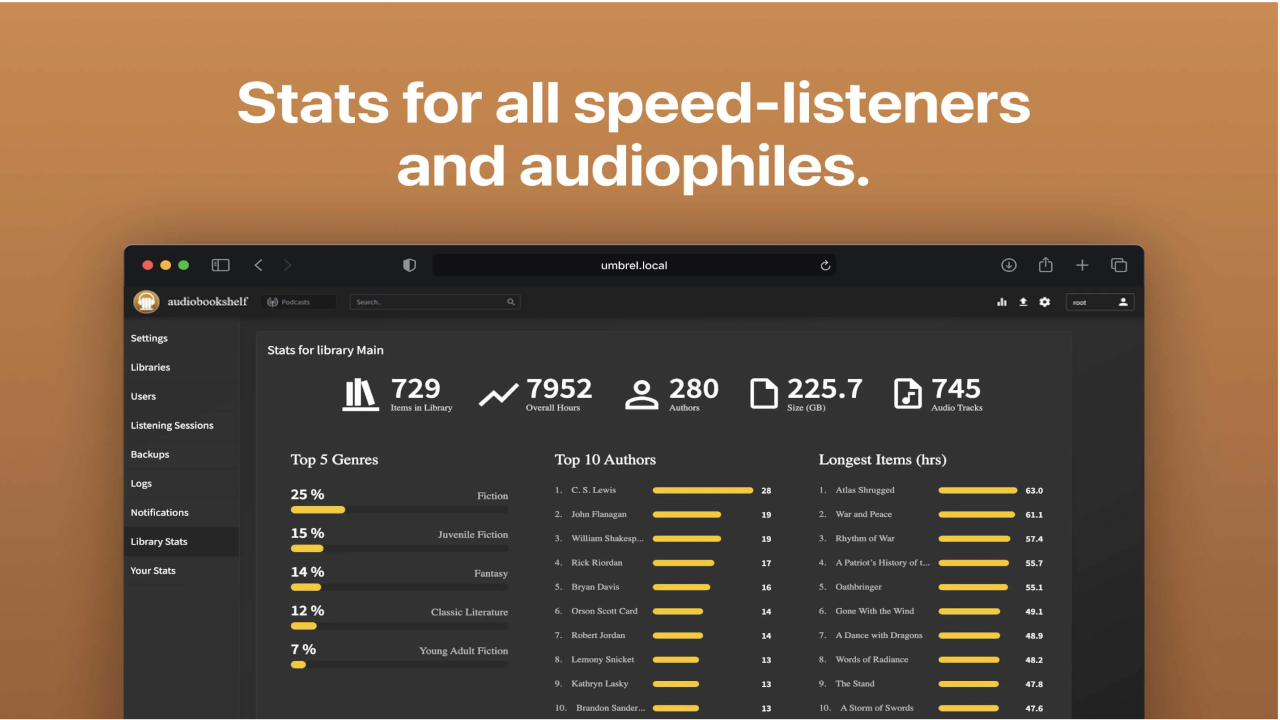 Stats for all speed-listeners
and audiophiles.
umbrel.local
audiobookshelf
Podcasts
Search..
root
Settings
Libraries
Users
Listening Sessions
Backups
Logs
Notifications
Library Stats
Your Stats
Stats for library Main
729
Items in Library
7952
Overall Hours
280
Authors
225.7
Size (GB)
745
Audio Tracks
Top 5 Genres
25 % Fiction
15 % Juvenile Fiction
14 % Fantasy
12 % Classic Literature
7 % Young Adult Fiction
Top 10 Authors
1. C. S. Lewis 28
2. John Flanagan 19
3. William Shakesp... 19
4. Rick Riordan 17
5. Bryan Davis 16
6. Orson Scott Card 14
7. Robert Jordan 14
8. Lemony Snicket 13
9. Kathryn Lasky 13
10. Brandon Sander... 13
Longest Items (hrs)
1. Atlas Shrugged 63.0
2. War and Peace 61.1
3. Rhythm of War 57.4
4. A Patriot's History of t... 55.7
5. Oathbringer 55.1
6. Gone With the Wind 49.1
7. A Dance with Dragons 48.9
8. Words of Radiance 48.2
9. The Stand 47.8
10. A Storm of Swords 47.6